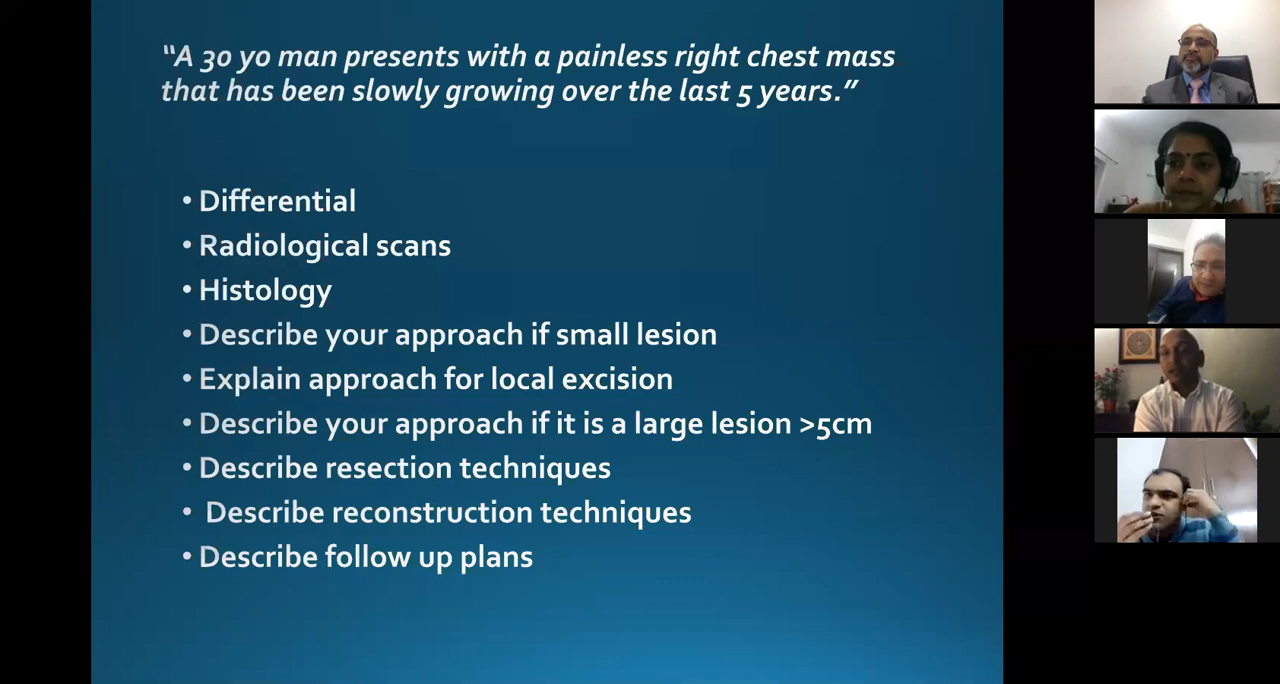 “A 30 yo man presents with a painless right chest mass
that has been slowly growing over the last 5 years.”
• Differential
• Radiological scans
• Histology
• Describe your approach if small lesion
• Explain approach for local excision
• Describe your approach if it is a large lesion >5cm
• Describe resection techniques
• Describe reconstruction techniques
• Describe follow up plans